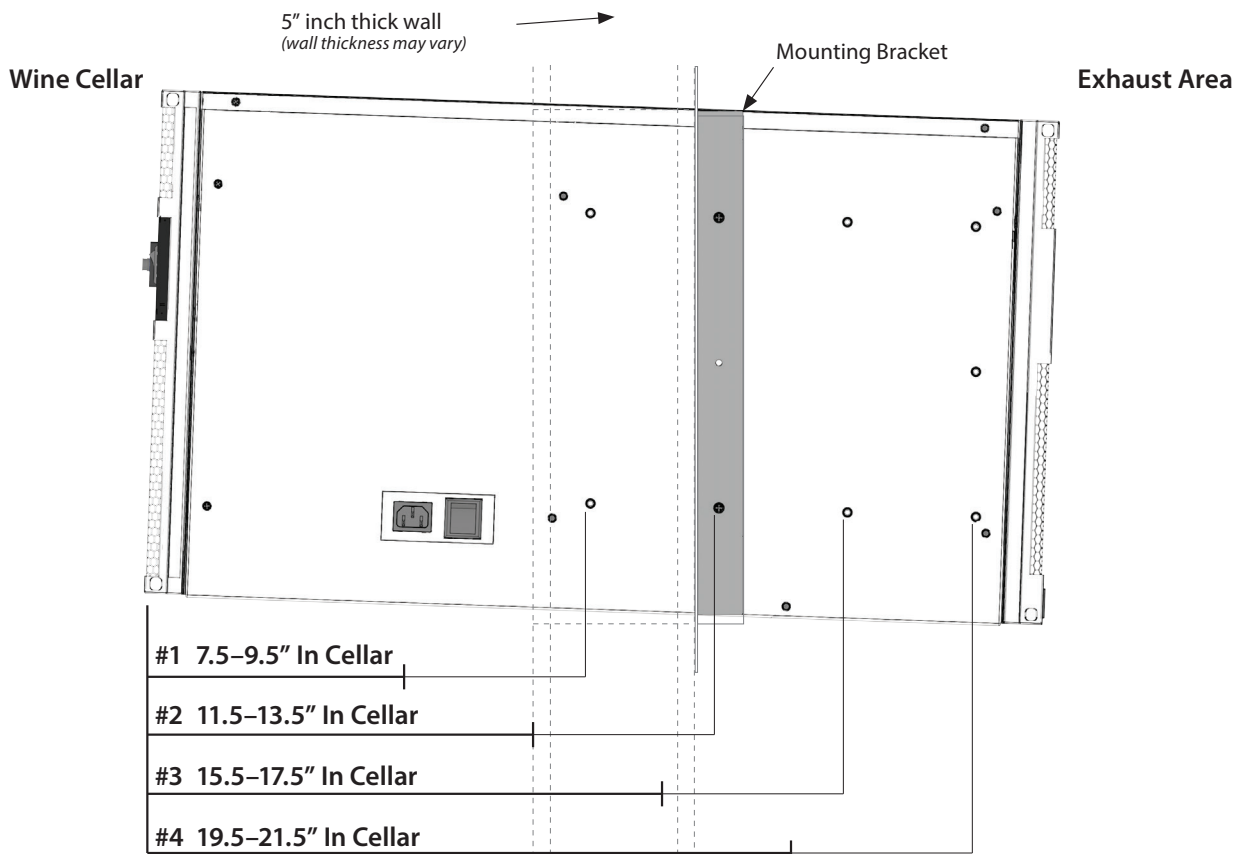 5" inch thick wall
(wall thickness may vary)
Mounting Bracket
Wine Cellar
Exhaust Area
#1 7.5–9.5" In Cellar
#2 11.5–13.5" In Cellar
#3 15.5–17.5" In Cellar
#4 19.5–21.5" In Cellar